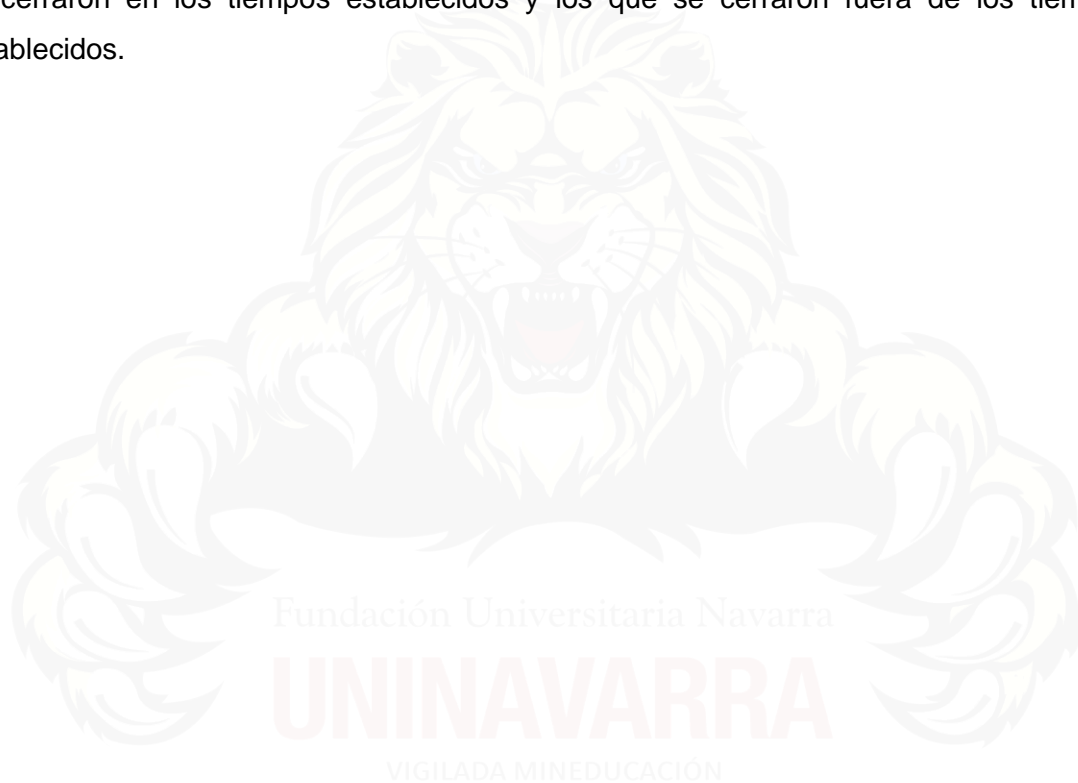 cerraron en los tiempos establecidos y los que se cerraron fuera de los
ablecidos.
Fundación Universitaria Navarra
UNINAVARRA
VIGILADA MINEDUCACIÓN